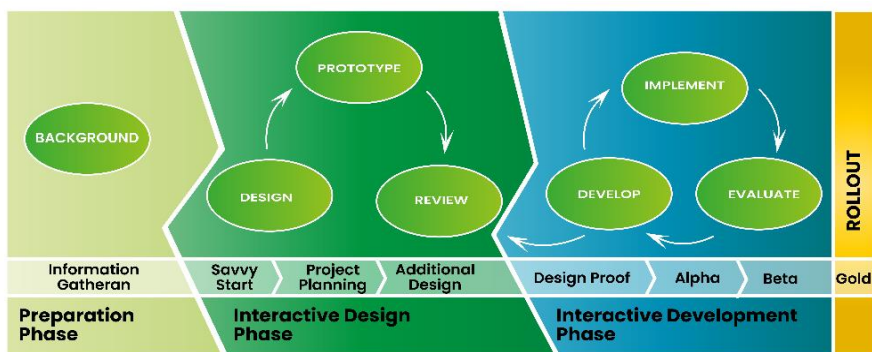 BACKGROUND
PROTOTYPE
DESIGN
REVIEW
IMPLEMENT
DEVELOP
EVALUATE
ROLLOUT
Information
Gatheran
Savvy
Start
Project
Planning
Additional
Design
Design Proof
Alpha
Beta
Gold
Preparation
Phase
Interactive Design
Phase
Interactive Development
Phase